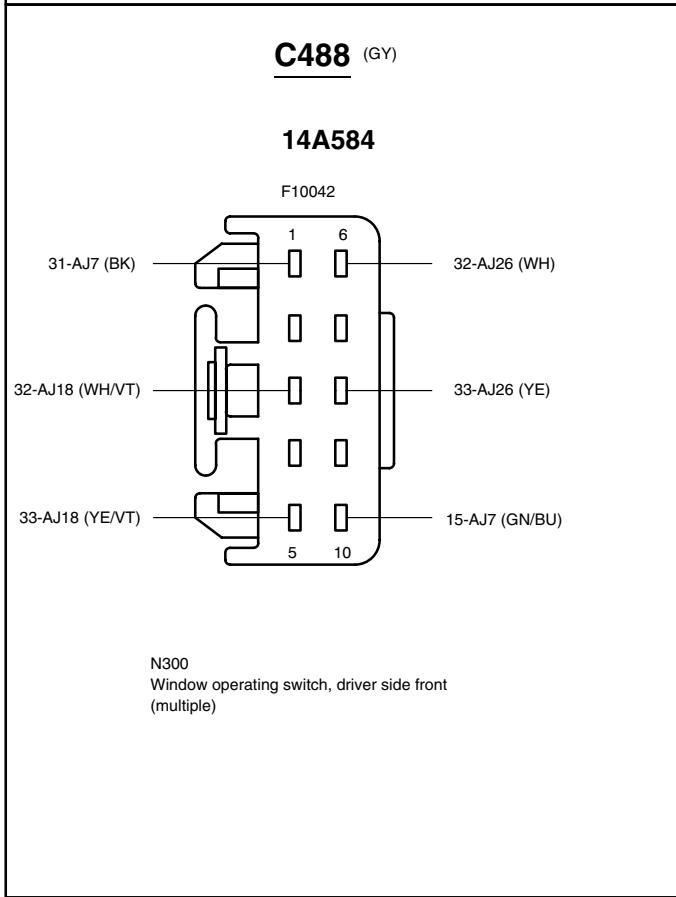 C488 (GY)
14A584
F10042
1 6
31-AJ7 (BK)
32-AJ26 (WH)
32-AJ18 (WH/VT)
33-AJ26 (YE)
33-AJ18 (YE/VT)
15-AJ7 (GN/BU)
5 10
N300
Window operating switch, driver side front
(multiple)